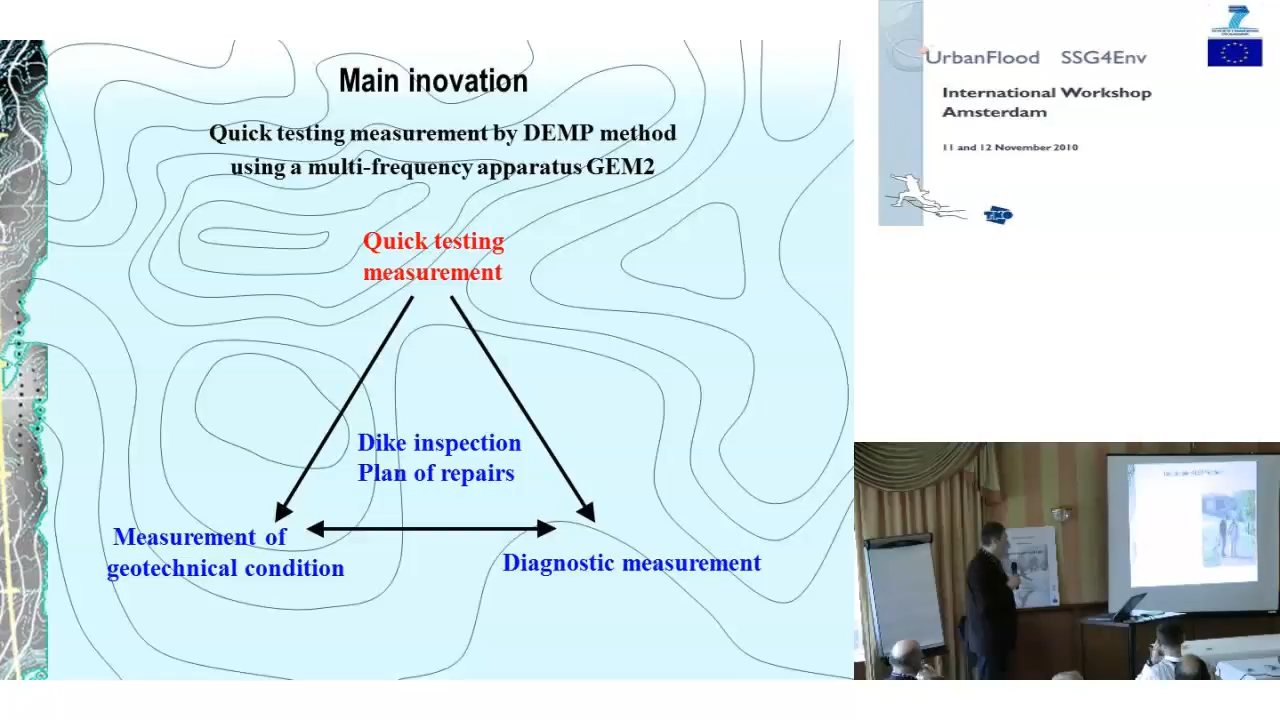 Main inovation
Quick testing measurement by DEMP method
using a multi-frequency apparatus GEM2
Quick testing
measurement
Dike inspection
Plan of repairs
Measurement of
geotechnical condition
Diagnostic measurement
UrbanFlood SSG4Env
International Workshop
Amsterdam
11 and 12 November 2010